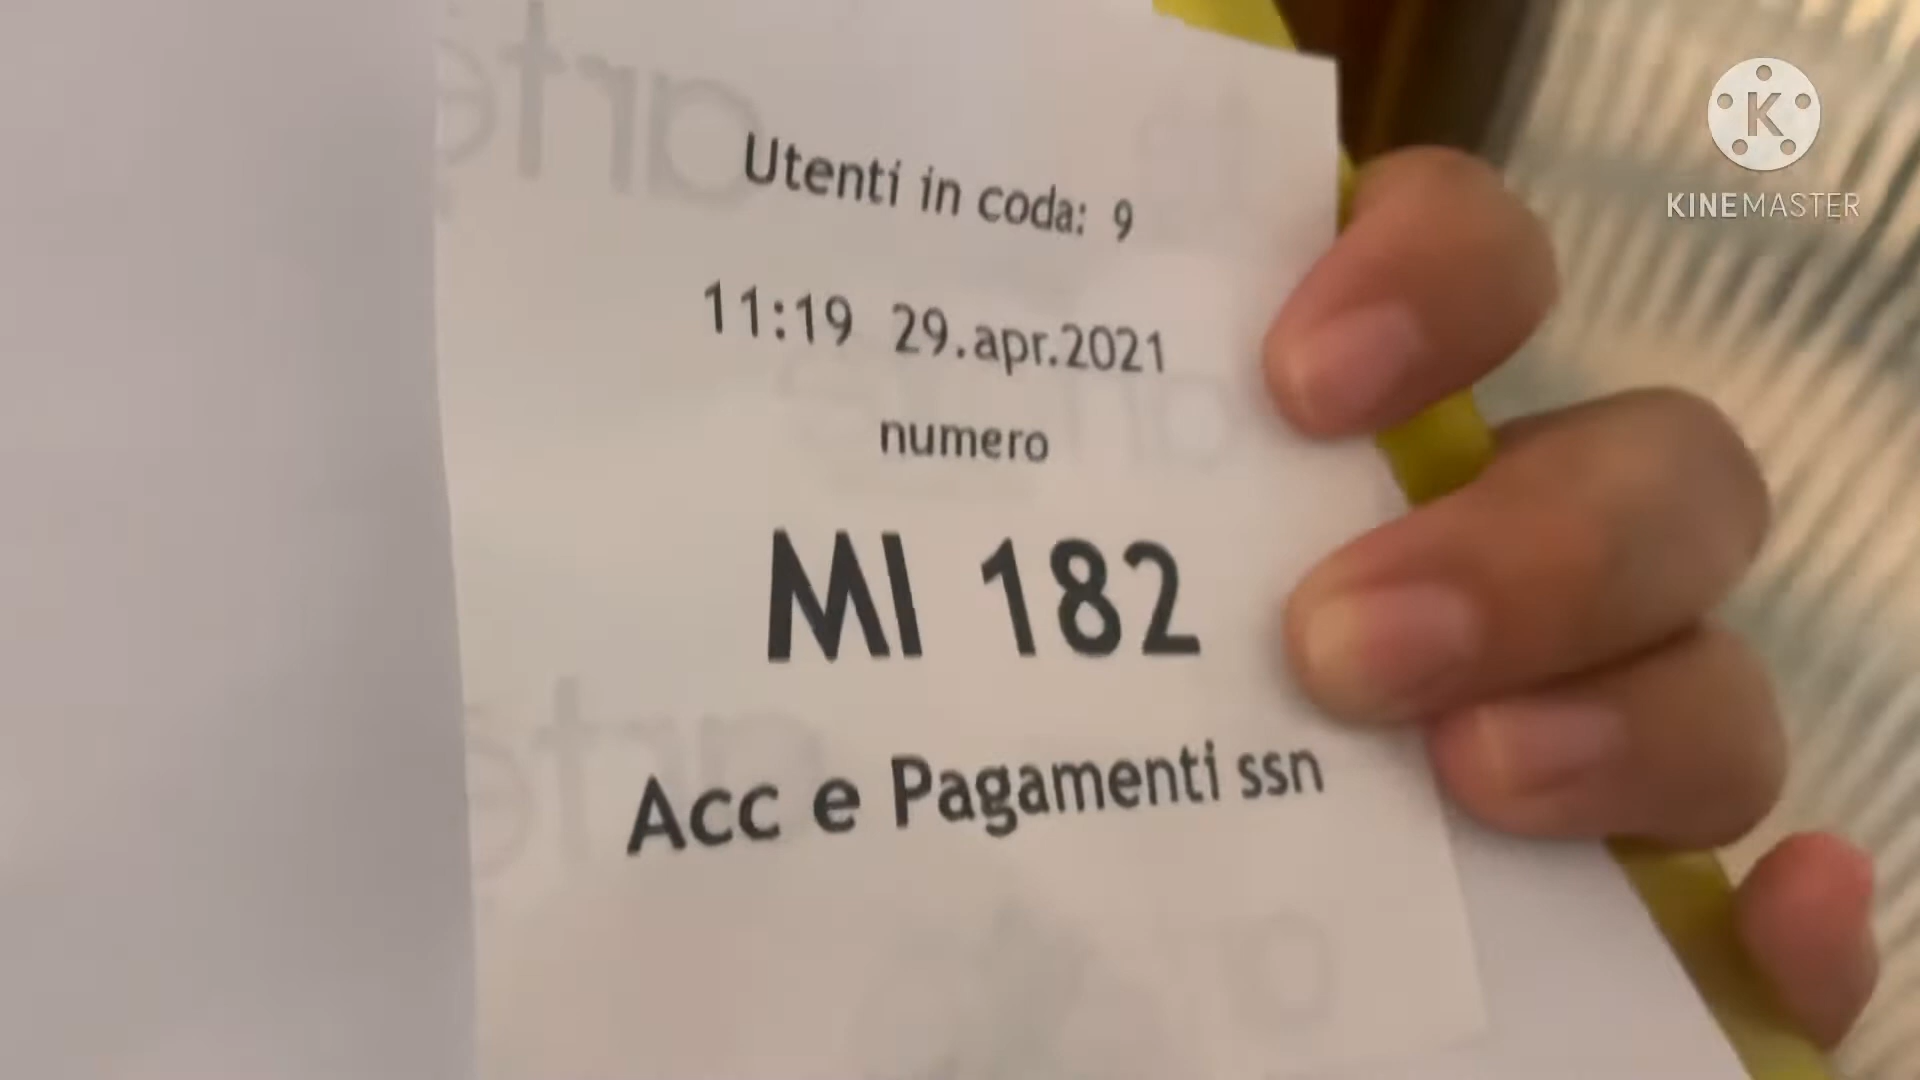 Utenti in coda: 9
11:19 29.apr.2021
numero
MI 182
Acc e Pagamenti ssn
KINEMASTER